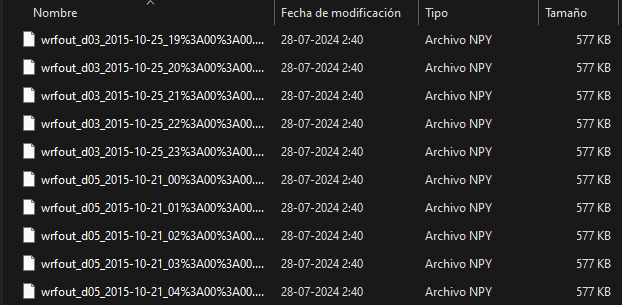 Nombre Fecha de modificación Tipo Tamaño
wrfout_d03_2015-10-25_19%3A00%3A00.... 28-07-2024 2:40 Archivo NPY 577 KB
wrfout_d03_2015-10-25_20%3A00%3A00.... 28-07-2024 2:40 Archivo NPY 577 KB
wrfout_d03_2015-10-25_21%3A00%3A00.... 28-07-2024 2:40 Archivo NPY 577 KB
wrfout_d03_2015-10-25_22%3A00%3A00.... 28-07-2024 2:40 Archivo NPY 577 KB
wrfout_d03_2015-10-25_23%3A00%3A00.... 28-07-2024 2:40 Archivo NPY 577 KB
wrfout_d05_2015-10-21_00%3A00%3A00.... 28-07-2024 2:40 Archivo NPY 577 KB
wrfout_d05_2015-10-21_01%3A00%3A00.... 28-07-2024 2:40 Archivo NPY 577 KB
wrfout_d05_2015-10-21_02%3A00%3A00.... 28-07-2024 2:40 Archivo NPY 577 KB
wrfout_d05_2015-10-21_03%3A00%3A00.... 28-07-2024 2:40 Archivo NPY 577 KB
wrfout_d05_2015-10-21_04%3A00%3A00.... 28-07-2024 2:40 Archivo NPY 577 KB